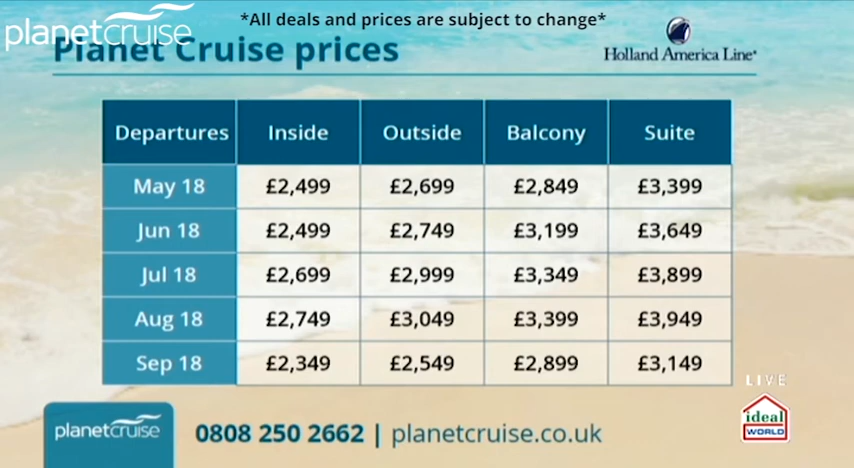 *All deals and prices are subject to change*
planetcruise
Planet Cruise prices
Holland America Line
Departures Inside Outside Balcony Suite
May 18 £2,499 £2,699 £2,849 £3,399
Jun 18 £2,499 £2,749 £3,199 £3,649
Jul 18 £2,699 £2,999 £3,349 £3,899
Aug 18 £2,749 £3,049 £3,399 £3,949
Sep 18 £2,349 £2,549 £2,899 £3,149
LIVE
ideal
WORLD
planetcruise 0808 250 2662 | planetcruise.co.uk